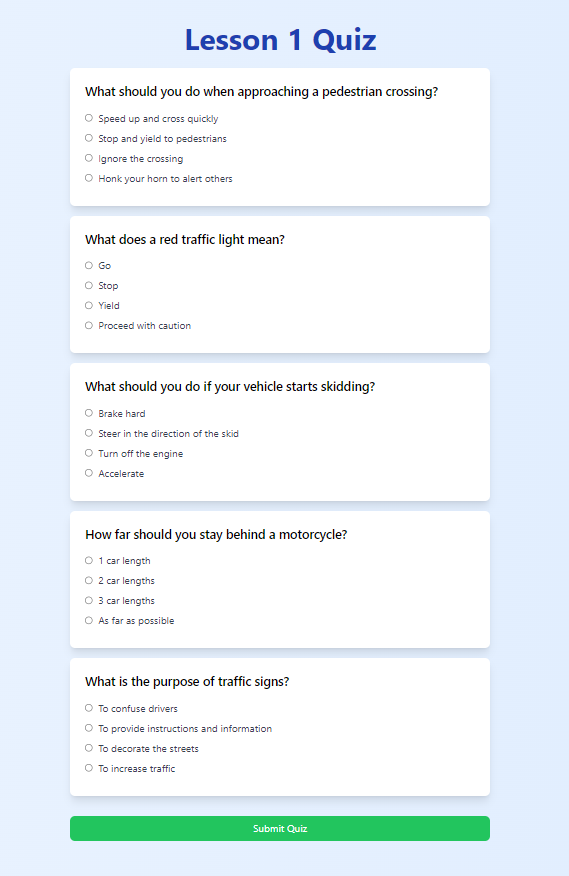 Lesson 1 Quiz
What should you do when approaching a pedestrian crossing?
Speed up and cross quickly
Stop and yield to pedestrians
Ignore the crossing
Honk your horn to alert others
What does a red traffic light mean?
Go
Stop
Yield
Proceed with caution
What should you do if your vehicle starts skidding?
Brake hard
Steer in the direction of the skid
Turn off the engine
Accelerate
How far should you stay behind a motorcycle?
1 car length
2 car lengths
3 car lengths
As far as possible
What is the purpose of traffic signs?
To confuse drivers
To provide instructions and information
To decorate the streets
To increase traffic
Submit Quiz